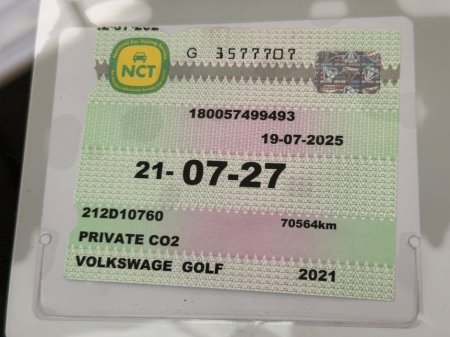 G 3577707
NCT
180057499493
19-07-2025
21-07-27
212D10760
70564km
PRIVATE CO2
VOLKSWAGE GOLF
2021